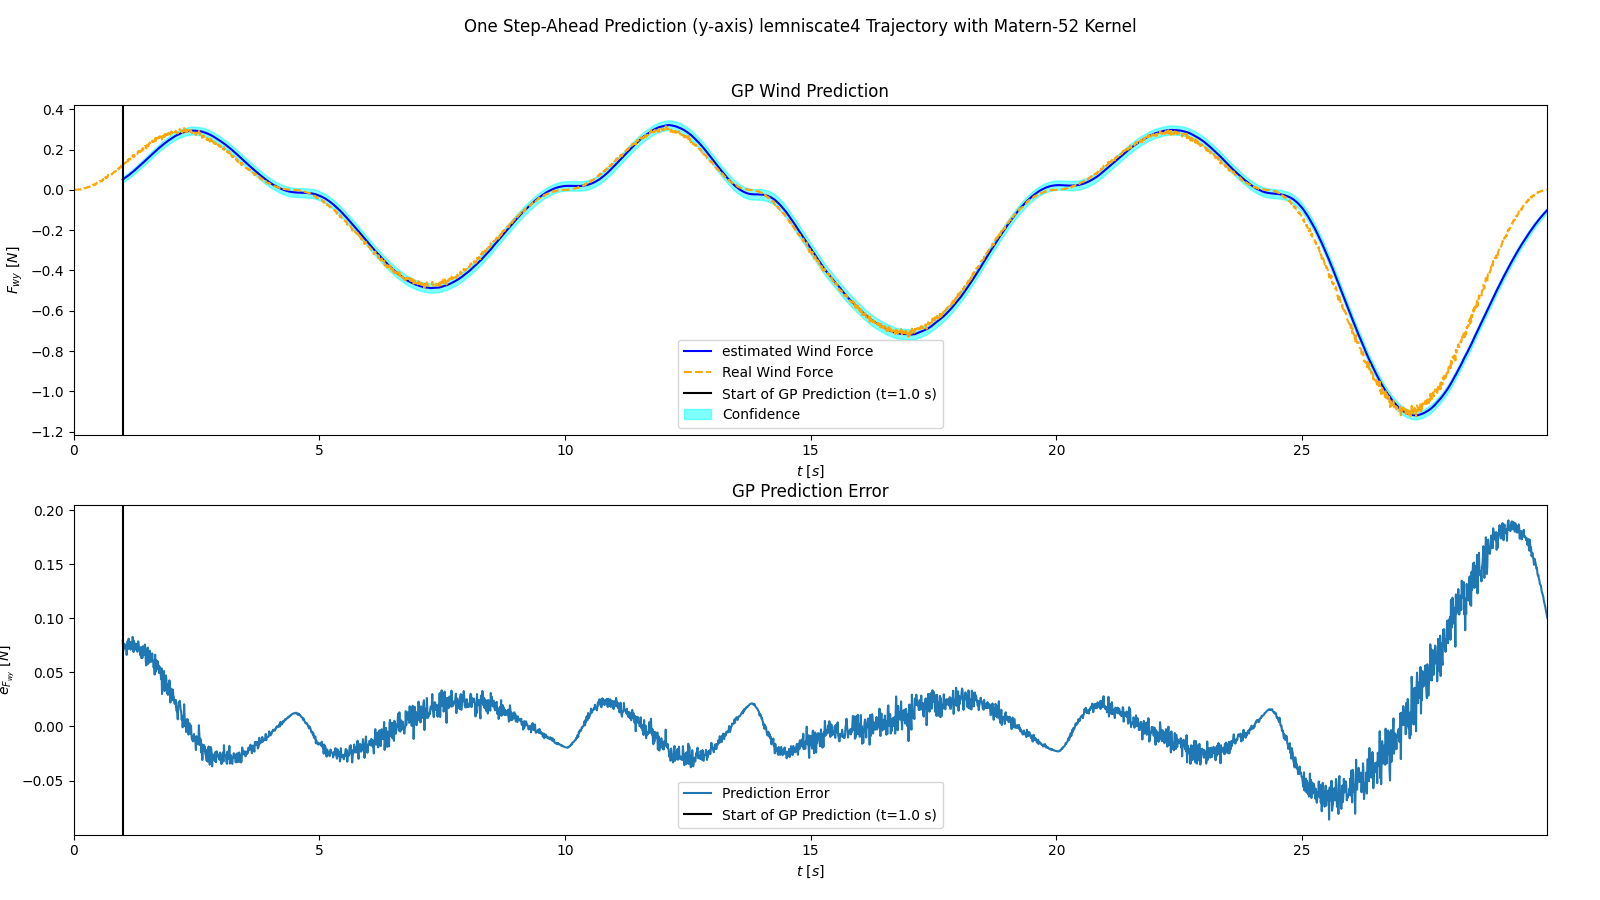 One Step-Ahead Prediction (y-axis) lemniscate4 Trajectory with Matern-52 Kernel
GP Wind Prediction
0.4
0.2
0.0
−0.2
−0.4
−0.6
−0.8
−1.0
−1.2
F_wy [N]
estimated Wind Force
Real Wind Force
Start of GP Prediction (t=1.0 s)
Confidence
0 5 10 15 20 25
t [s]
GP Prediction Error
0.20
0.15
0.10
0.05
0.00
−0.05
e_F_wy [N]
Prediction Error
Start of GP Prediction (t=1.0 s)
0 5 10 15 20 25
t [s]